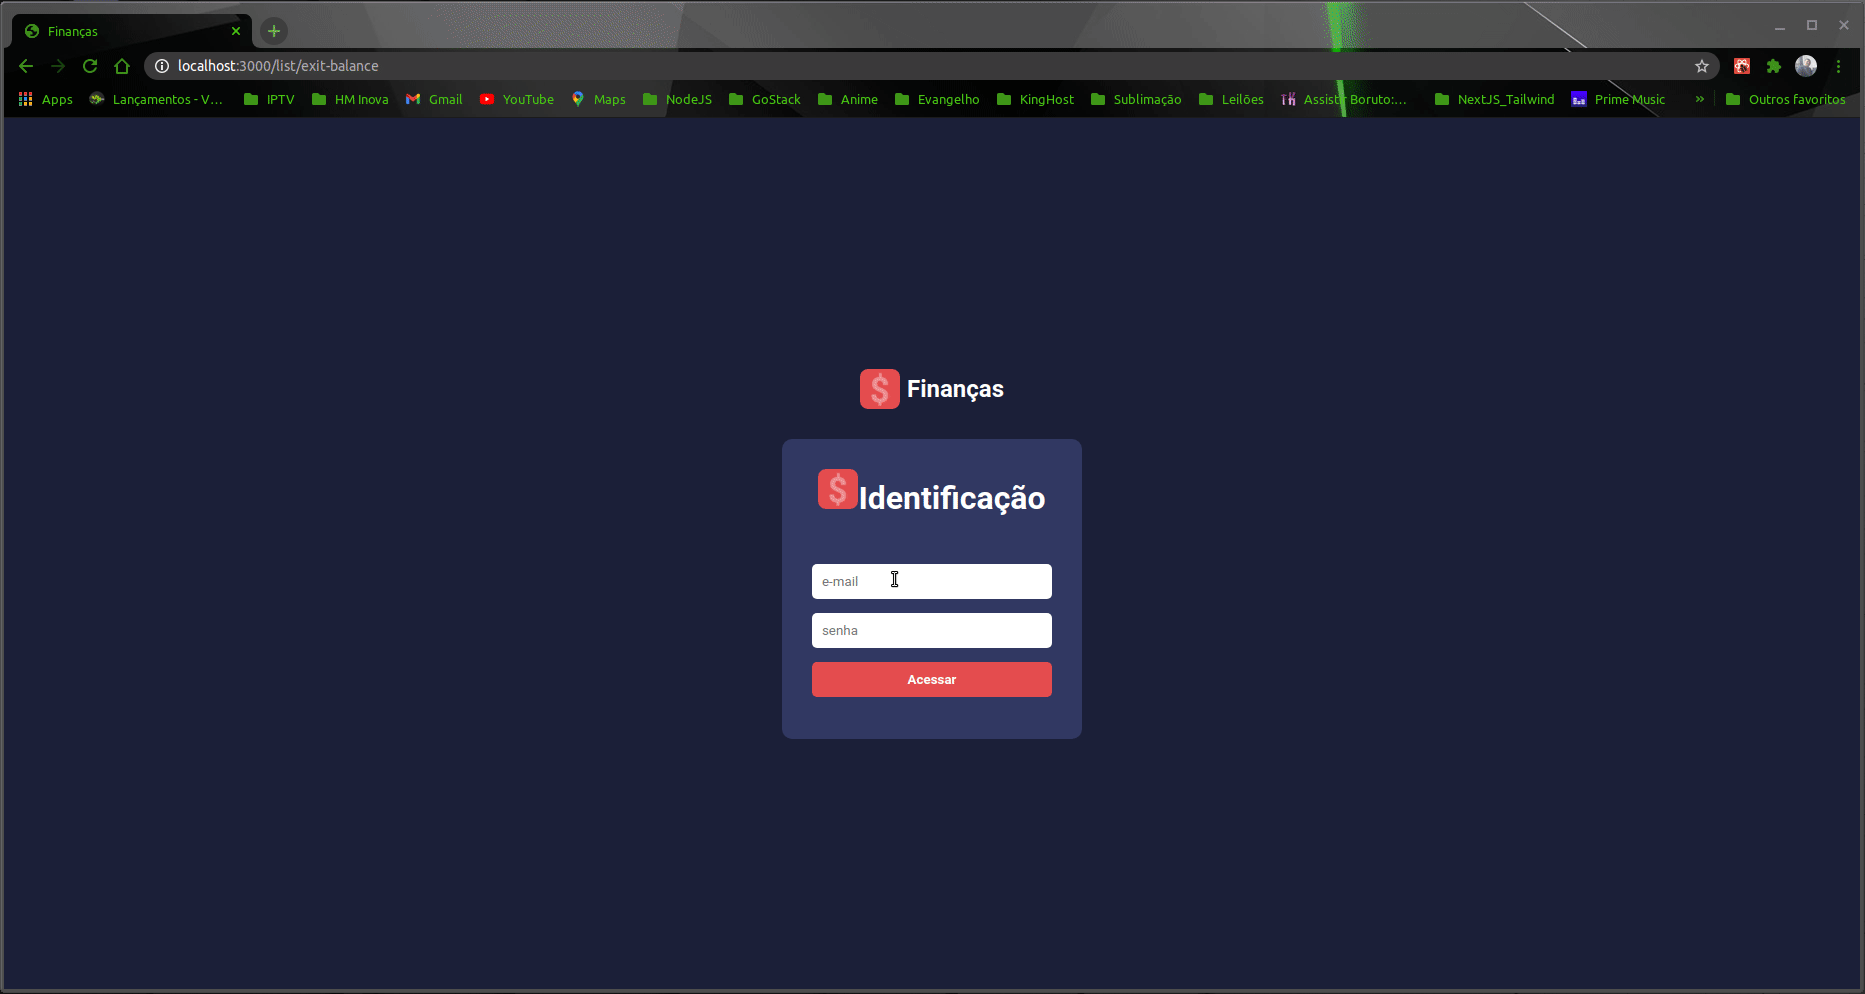 Finanças
localhost:3000/list/exit-balance
Apps Lançamentos - V... IPTV HM Inova Gmail YouTube Maps NodeJS GoStack Anime Evangelho KingHost Sublimação Leilões Assistir Boruto:... NextJS_Tailwind Prime Music » Outros favoritos
$ Finanças
$ Identificação
e-mail
senha
Acessar